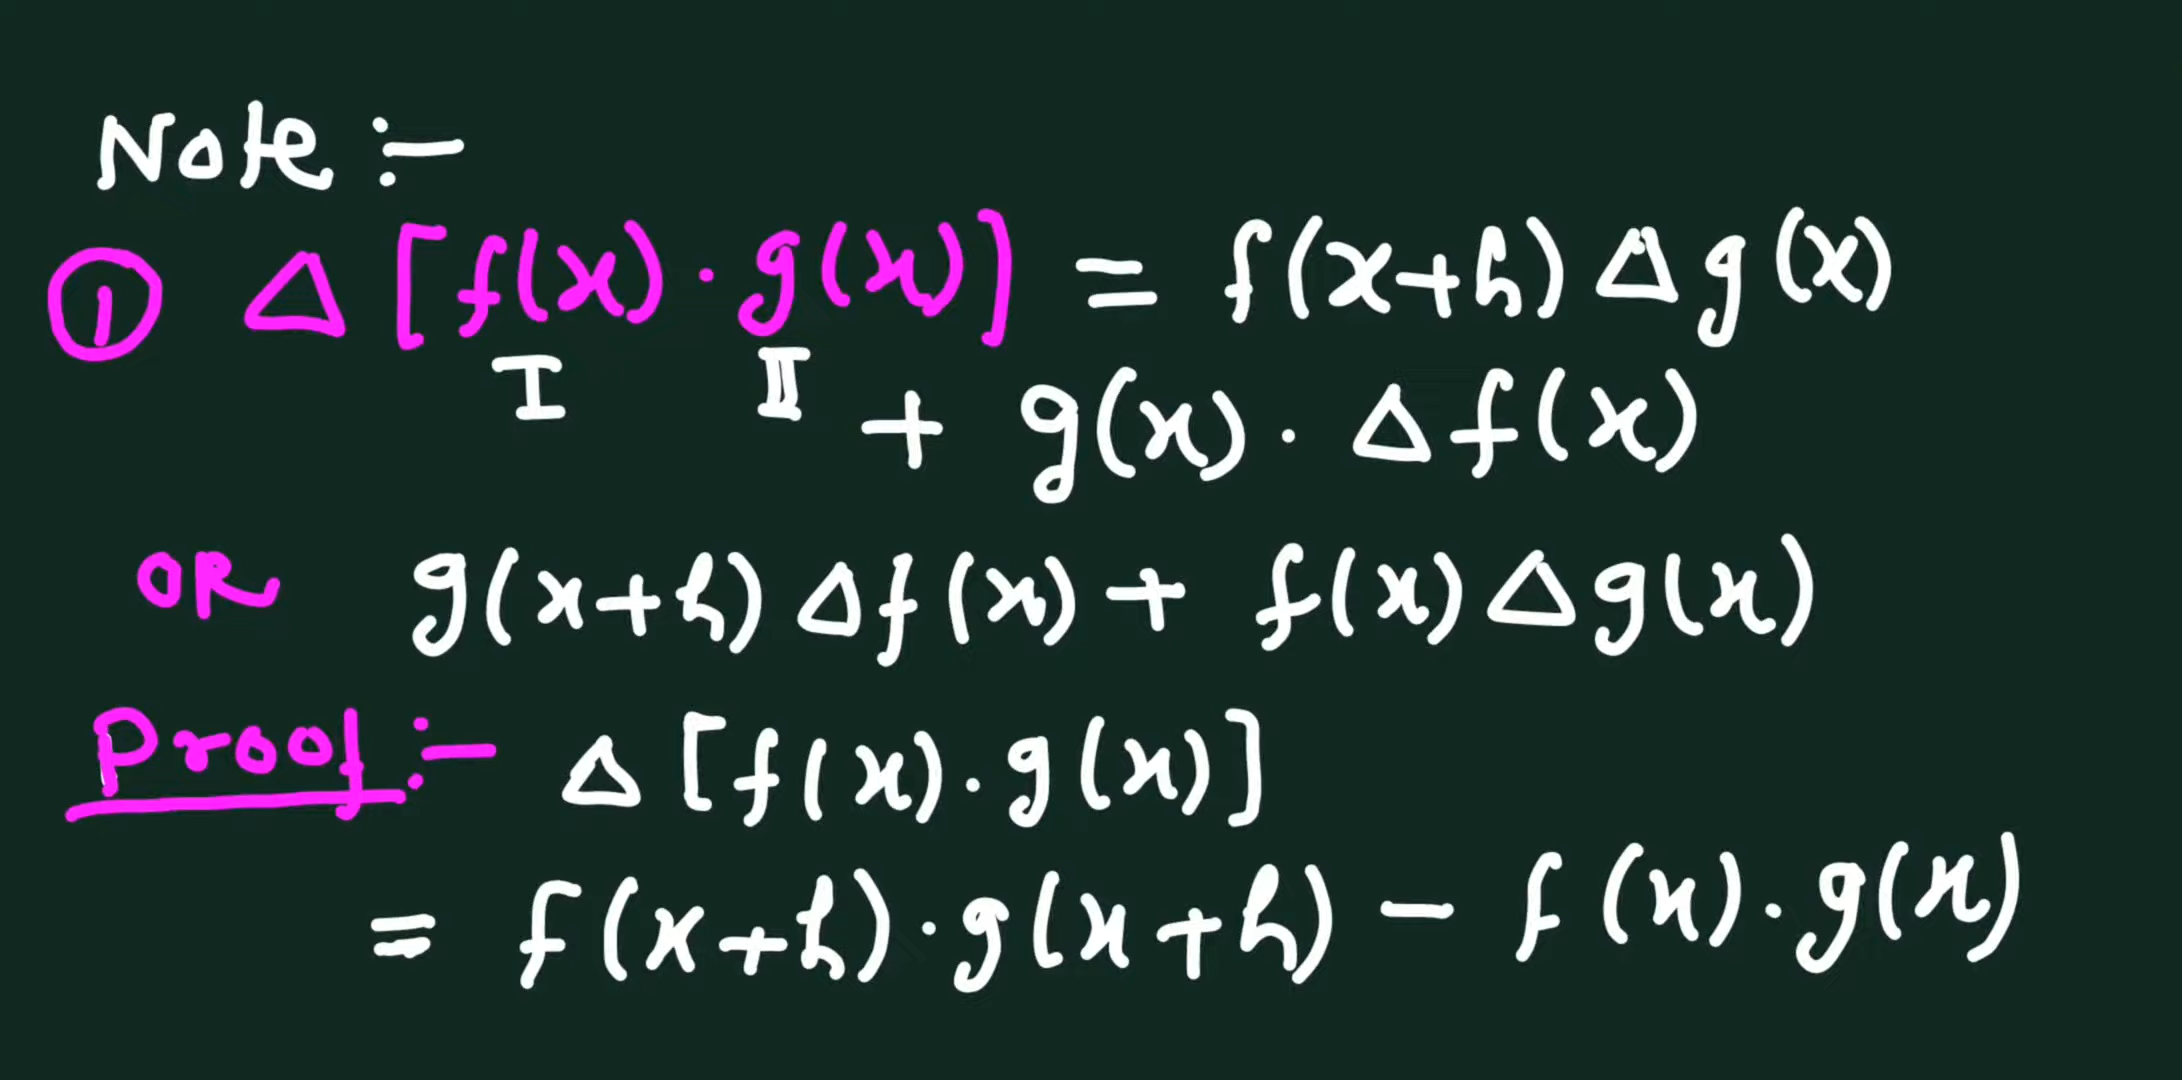 Note :-
① Δ [f(x) · g(x)] = f(x+h) Δ g(x)
I II + g(x) · Δ f(x)
OR g(x+h) Δ f(x) + f(x) Δ g(x)
Proof :- Δ [f(x) · g(x)]
= f(x+h) · g(x+h) - f(x) · g(x)